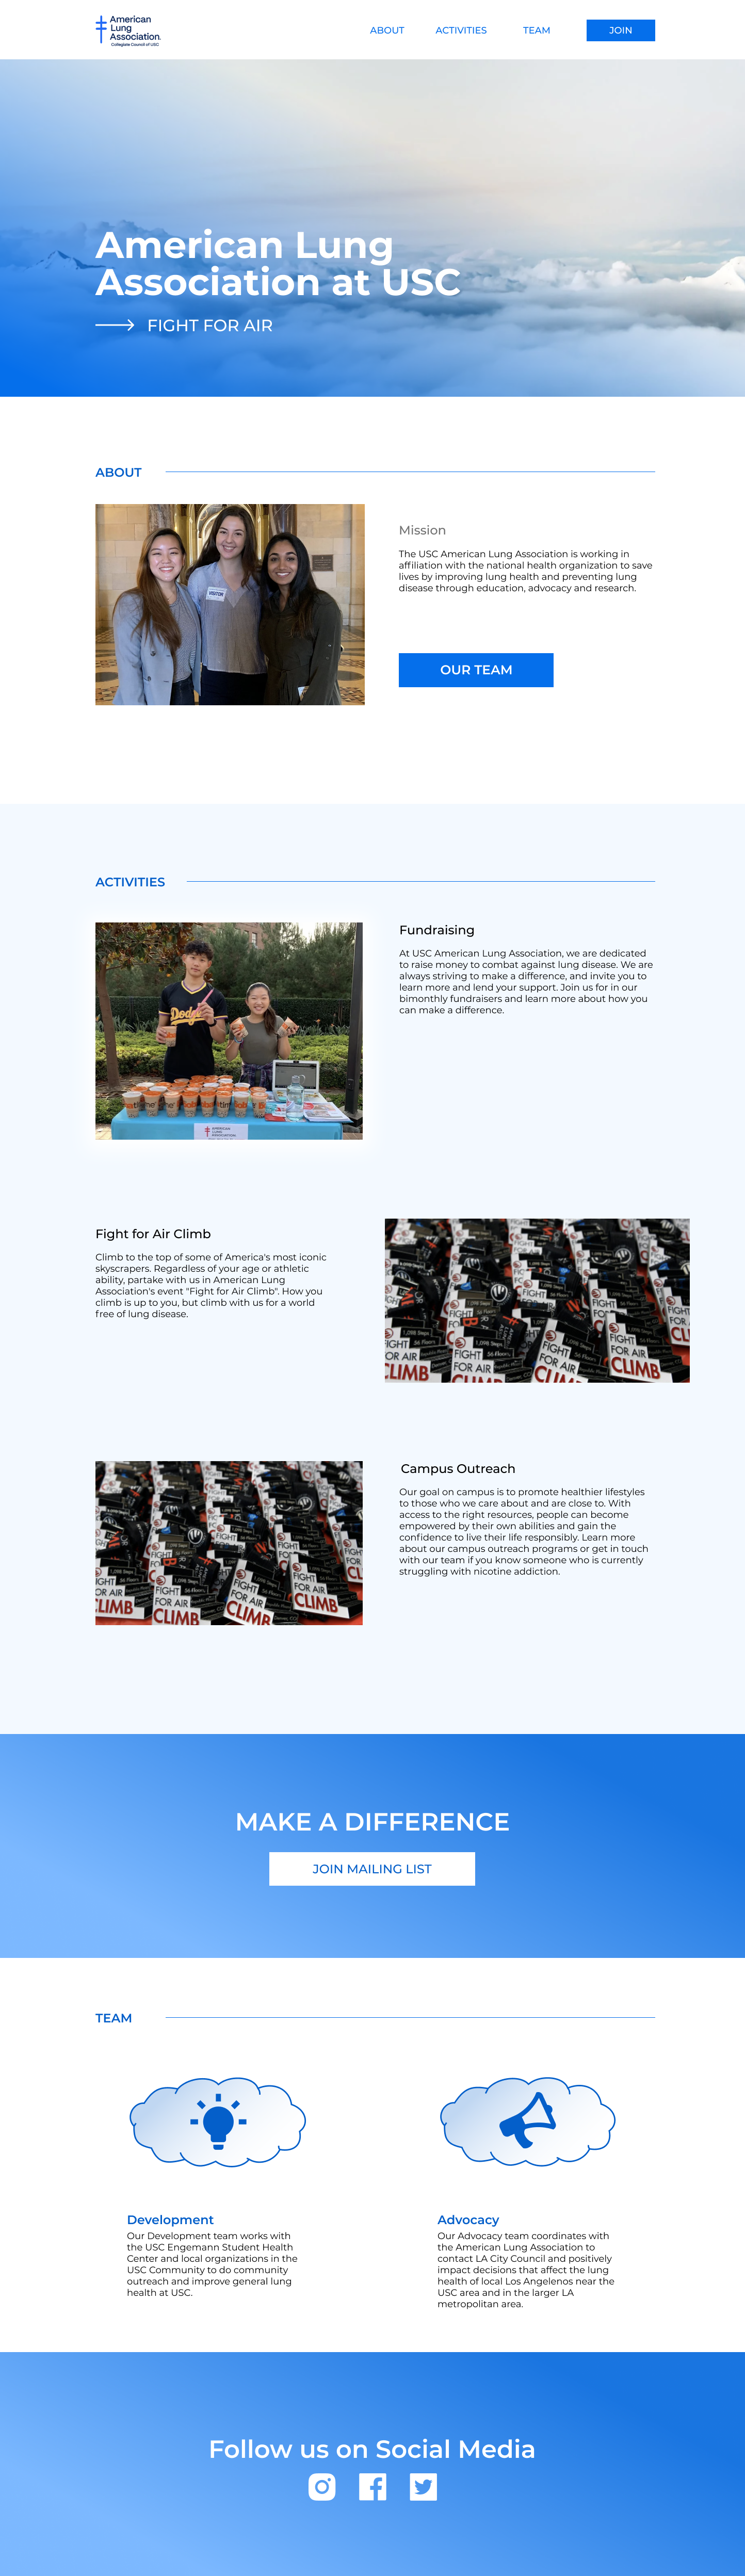 American
Lung
Association.
Collegiate Council of USC
ABOUT
ACTIVITIES
TEAM
JOIN
American Lung
Association at USC
FIGHT FOR AIR
ABOUT
VISITOR
Mission
The USC American Lung Association is working in
affiliation with the national health organization to save
lives by improving lung health and preventing lung
disease through education, advocacy and research.
OUR TEAM
ACTIVITIES
Dodg
AMERICAN
LUNG
ASSOCIATION
Fundraising
At USC American Lung Association, we are dedicated
to raise money to combat against lung disease. We are
always striving to make a difference, and invite you to
learn more and lend your support. Join us for in our
bimonthly fundraisers and learn more about how you
can make a difference.
Fight for Air Climb
Climb to the top of some of America's most iconic
skyscrapers. Regardless of your age or athletic
ability, partake with us in American Lung
Association's event "Fight for Air Climb". How you
climb is up to you, but climb with us for a world
free of lung disease.
1,098 Steps
56 Floors
FIGHT
FOR AIR
CLIMB
Campus Outreach
Our goal on campus is to promote healthier lifestyles
to those who we care about and are close to. With
access to the right resources, people can become
empowered by their own abilities and gain the
confidence to live their life responsibly. Learn more
about our campus outreach programs or get in touch
with our team if you know someone who is currently
struggling with nicotine addiction.
FIGHT
FOR AIR
CLIMB
MAKE A DIFFERENCE
JOIN MAILING LIST
TEAM
Development
Our Development team works with
the USC Engemann Student Health
Center and local organizations in the
USC Community to do community
outreach and improve general lung
health at USC.
Advocacy
Our Advocacy team coordinates with
the American Lung Association to
contact LA City Council and positively
impact decisions that affect the lung
health of local Los Angelenos near the
USC area and in the larger LA
metropolitan area.
Follow us on Social Media